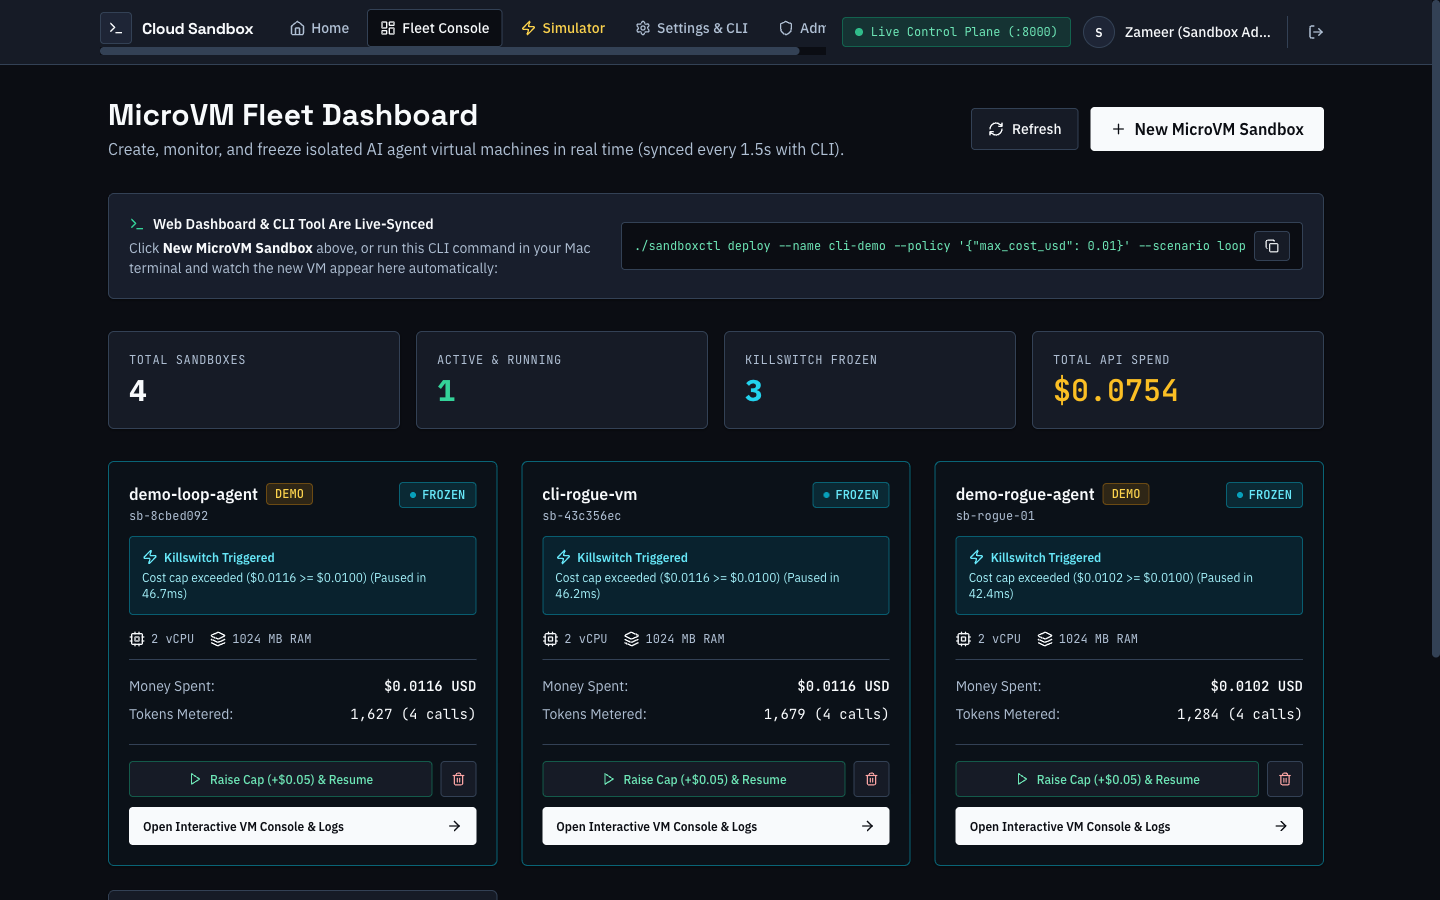 Cloud Sandbox
Home
Fleet Console
Simulator
Settings & CLI
Adm
Live Control Plane (:8000)
S
Zameer (Sandbox Ad...
MicroVM Fleet Dashboard
Create, monitor, and freeze isolated AI agent virtual machines in real time (synced every 1.5s with CLI).
Refresh
New MicroVM Sandbox
Web Dashboard & CLI Tool Are Live-Synced
Click New MicroVM Sandbox above, or run this CLI command in your Mac
terminal and watch the new VM appear here automatically:
./sandboxctl deploy --name cli-demo --policy '{"max_cost_usd": 0.01}' --scenario loop
TOTAL SANDBOXES
4
ACTIVE & RUNNING
1
KILLSWITCH FROZEN
3
TOTAL API SPEND
$0.0754
demo-loop-agent DEMO
FROZEN
sb-8cbed092
Killswitch Triggered
Cost cap exceeded ($0.0116 >= $0.0100) (Paused in
46.7ms)
2 vCPU 1024 MB RAM
Money Spent: $0.0116 USD
Tokens Metered: 1,627 (4 calls)
Raise Cap (+$0.05) & Resume
Open Interactive VM Console & Logs
cli-rogue-vm
FROZEN
sb-43c356ec
Killswitch Triggered
Cost cap exceeded ($0.0116 >= $0.0100) (Paused in
46.2ms)
2 vCPU 1024 MB RAM
Money Spent: $0.0116 USD
Tokens Metered: 1,679 (4 calls)
Raise Cap (+$0.05) & Resume
Open Interactive VM Console & Logs
demo-rogue-agent DEMO
FROZEN
sb-rogue-01
Killswitch Triggered
Cost cap exceeded ($0.0102 >= $0.0100) (Paused in
42.4ms)
2 vCPU 1024 MB RAM
Money Spent: $0.0102 USD
Tokens Metered: 1,284 (4 calls)
Raise Cap (+$0.05) & Resume
Open Interactive VM Console & Logs